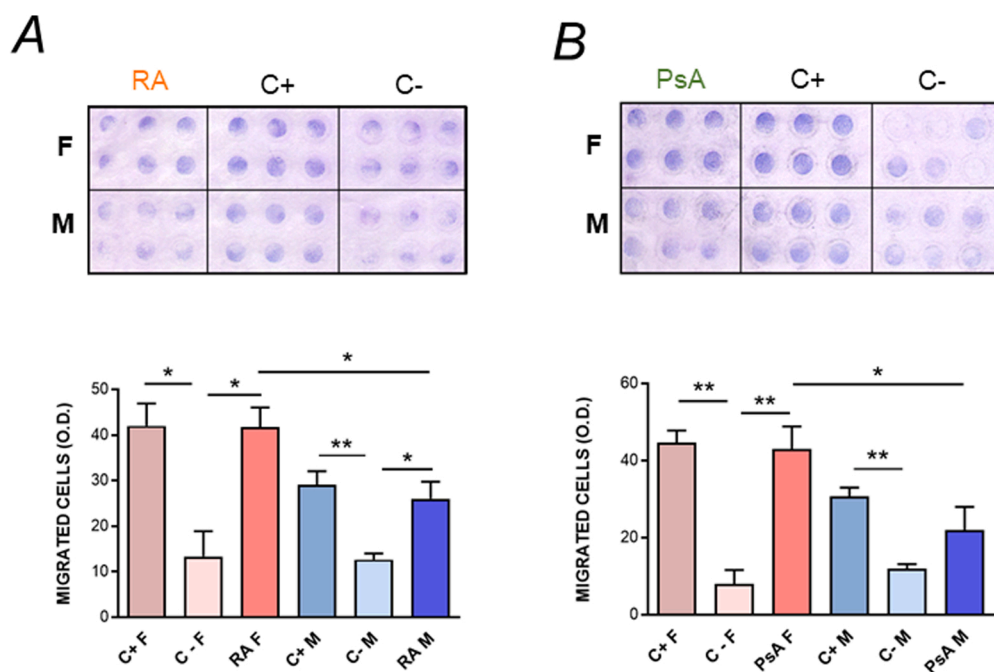 A
RA C+ C-
F
M
B
PsA C+ C-
F
M
MIGRATED CELLS (O.D.)
50
40
30
20
10
0
* * ** * *
C+ F C - F RA F C+ M C- M RA M
MIGRATED CELLS (O.D.)
60
40
20
0
** ** ** *
C+ F C - F PsA F C+ M C- M PsA M